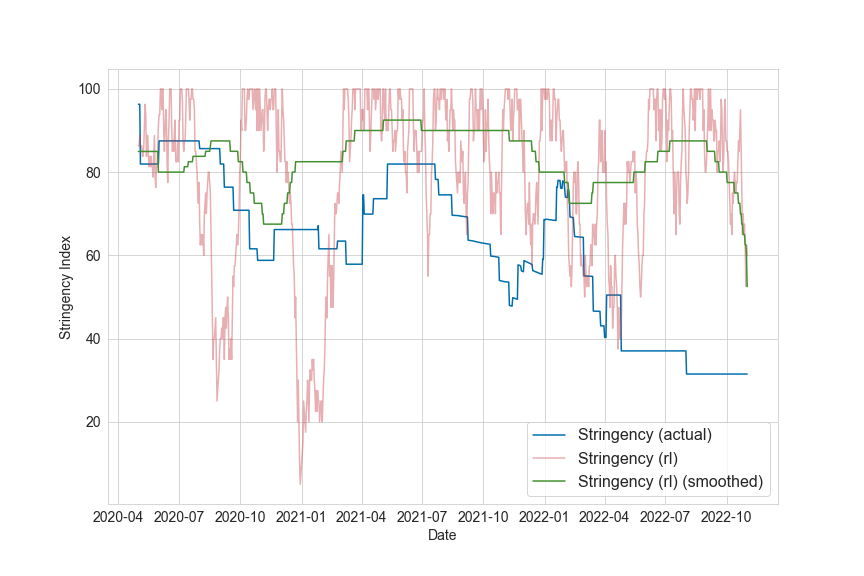 100
80
60
40
20
Stringency Index
Stringency (actual)
Stringency (rl)
Stringency (rl) (smoothed)
2020-04 2020-07 2020-10 2021-01 2021-04 2021-07 2021-10 2022-01 2022-04 2022-07 2022-10
Date